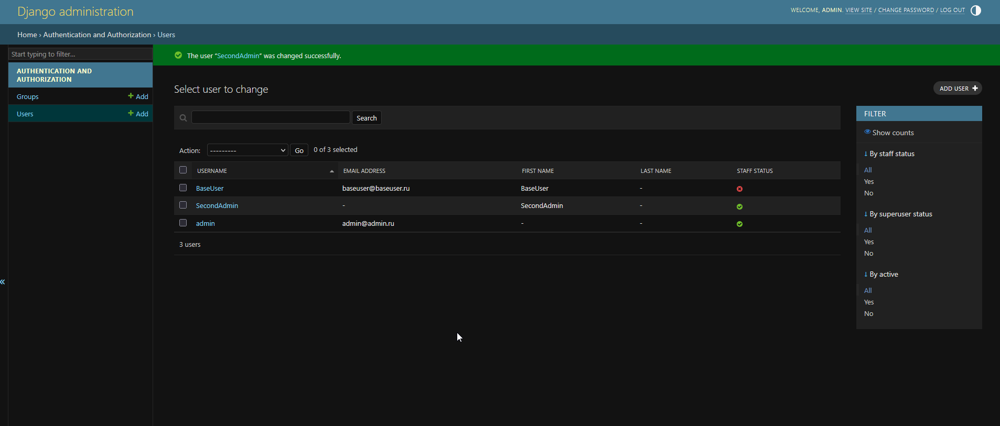 Django administration
WELCOME, ADMIN. VIEW SITE / CHANGE PASSWORD / LOG OUT
Home › Authentication and Authorization › Users
Start typing to filter...
AUTHENTICATION AND
AUTHORIZATION
Groups + Add
Users + Add
«
The user “SecondAdmin” was changed successfully.
Select user to change
ADD USER +
Search
Action: --------- Go 0 of 3 selected
USERNAME EMAIL ADDRESS FIRST NAME LAST NAME STAFF STATUS
BaseUser baseuser@baseuser.ru BaseUser -
SecondAdmin - SecondAdmin -
admin admin@admin.ru - -
3 users
FILTER
Show counts
↓ By staff status
All
Yes
No
↓ By superuser status
All
Yes
No
↓ By active
All
Yes
No